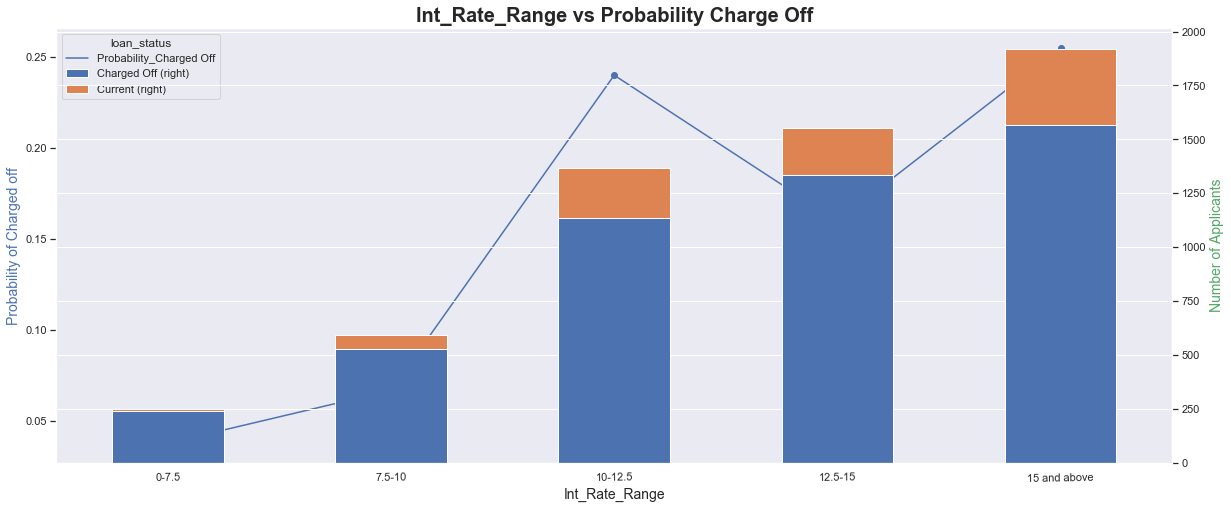 Int_Rate_Range vs Probability Charge Off
loan_status
Probability_Charged Off
Charged Off (right)
Current (right)
Probability of Charged off
0.25
0.20
0.15
0.10
0.05
2000
1750
1500
1250
1000
750
500
250
0
Number of Applicants
0-7.5
7.5-10
10-12.5
12.5-15
15 and above
Int_Rate_Range